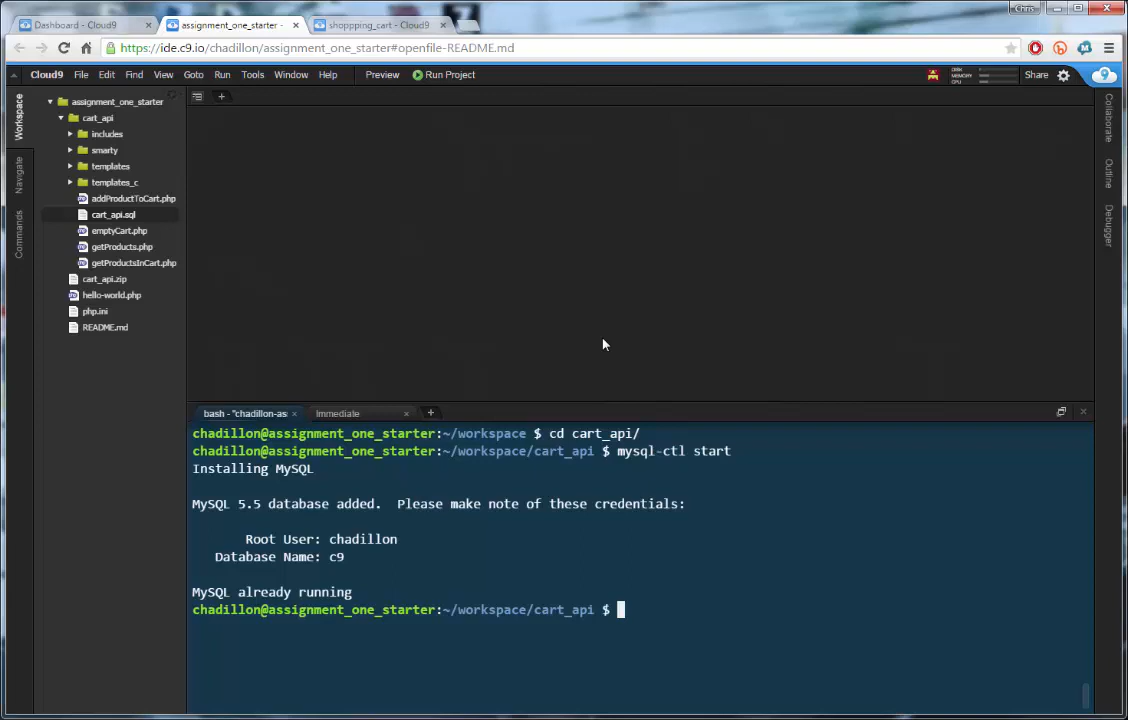 Chris
Dashboard - Cloud9
assignment_one_starter -
shoppping_cart - Cloud9
https://ide.c9.io/chadillon/assignment_one_starter#openfile-README.md
Cloud9 File Edit Find View Goto Run Tools Window Help Preview Run Project
DISK
MEMORY
CPU
Share
Workspace
Navigate
Commands
assignment_one_starter
cart_api
includes
smarty
templates
templates_c
addProductToCart.php
cart_api.sql
emptyCart.php
getProducts.php
getProductsInCart.php
cart_api.zip
hello-world.php
php.ini
README.md
Collaborate
Outline
Debugger
bash - "chadillon-as
Immediate
chadillon@assignment_one_starter:~/workspace $ cd cart_api/
chadillon@assignment_one_starter:~/workspace/cart_api $ mysql-ctl start
Installing MySQL
MySQL 5.5 database added.  Please make note of these credentials:
Root User: chadillon
Database Name: c9
MySQL already running
chadillon@assignment_one_starter:~/workspace/cart_api $